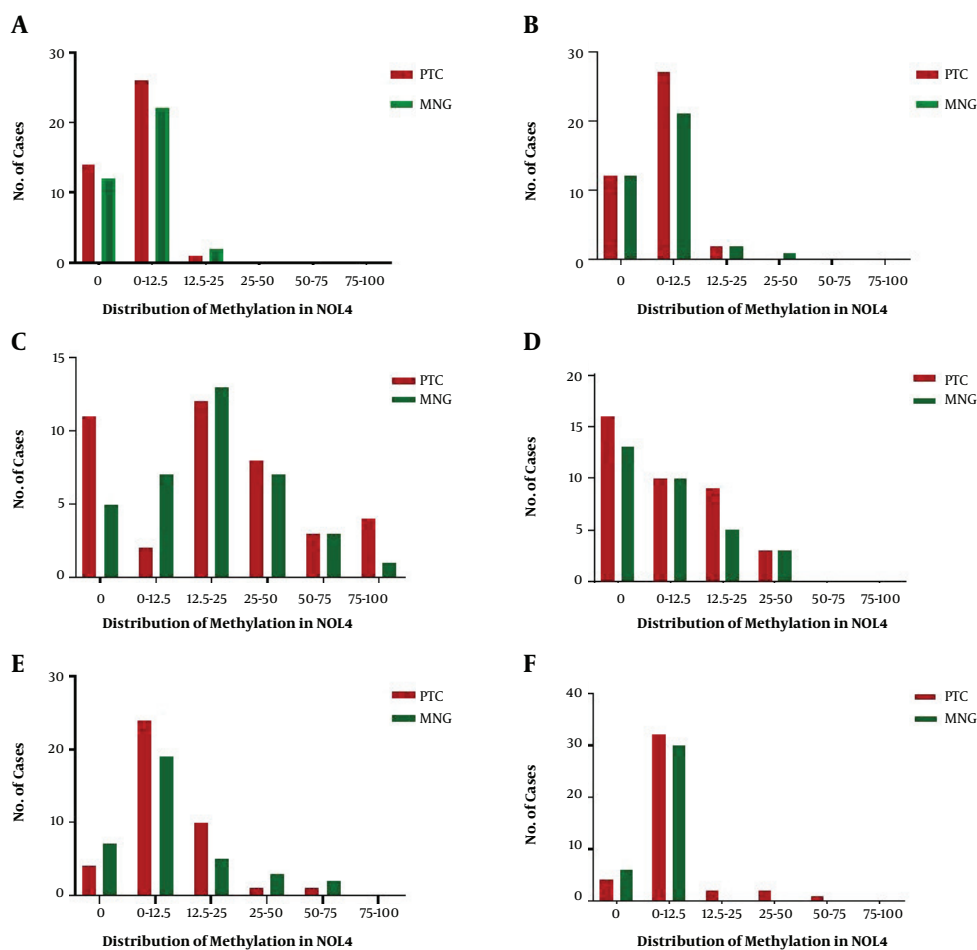 A
30
20
10
0
No. of Cases
PTC
MNG
0 0-12.5 12.5-25 25-50 50-75 75-100
Distribution of Methylation in NOL4
B
30
20
10
0
No. of Cases
PTC
MNG
0 0-12.5 12.5-25 25-50 50-75 75-100
Distribution of Methylation in NOL4
C
15
10
5
0
No. of Cases
PTC
MNG
0 0-12.5 12.5-25 25-50 50-75 75-100
Distribution of Methylation in NOL4
D
20
15
10
5
0
No. of Cases
PTC
MNG
0 0-12.5 12.5-25 25-50 50-75 75-100
Distribution of Methylation in NOL4
E
30
20
10
0
No. of Cases
PTC
MNG
0 0-12.5 12.5-25 25-50 50-75 75-100
Distribution of Methylation in NOL4
F
40
30
20
10
0
No. of Cases
PTC
MNG
0 0-12.5 12.5-25 25-50 50-75 75-100
Distribution of Methylation in NOL4